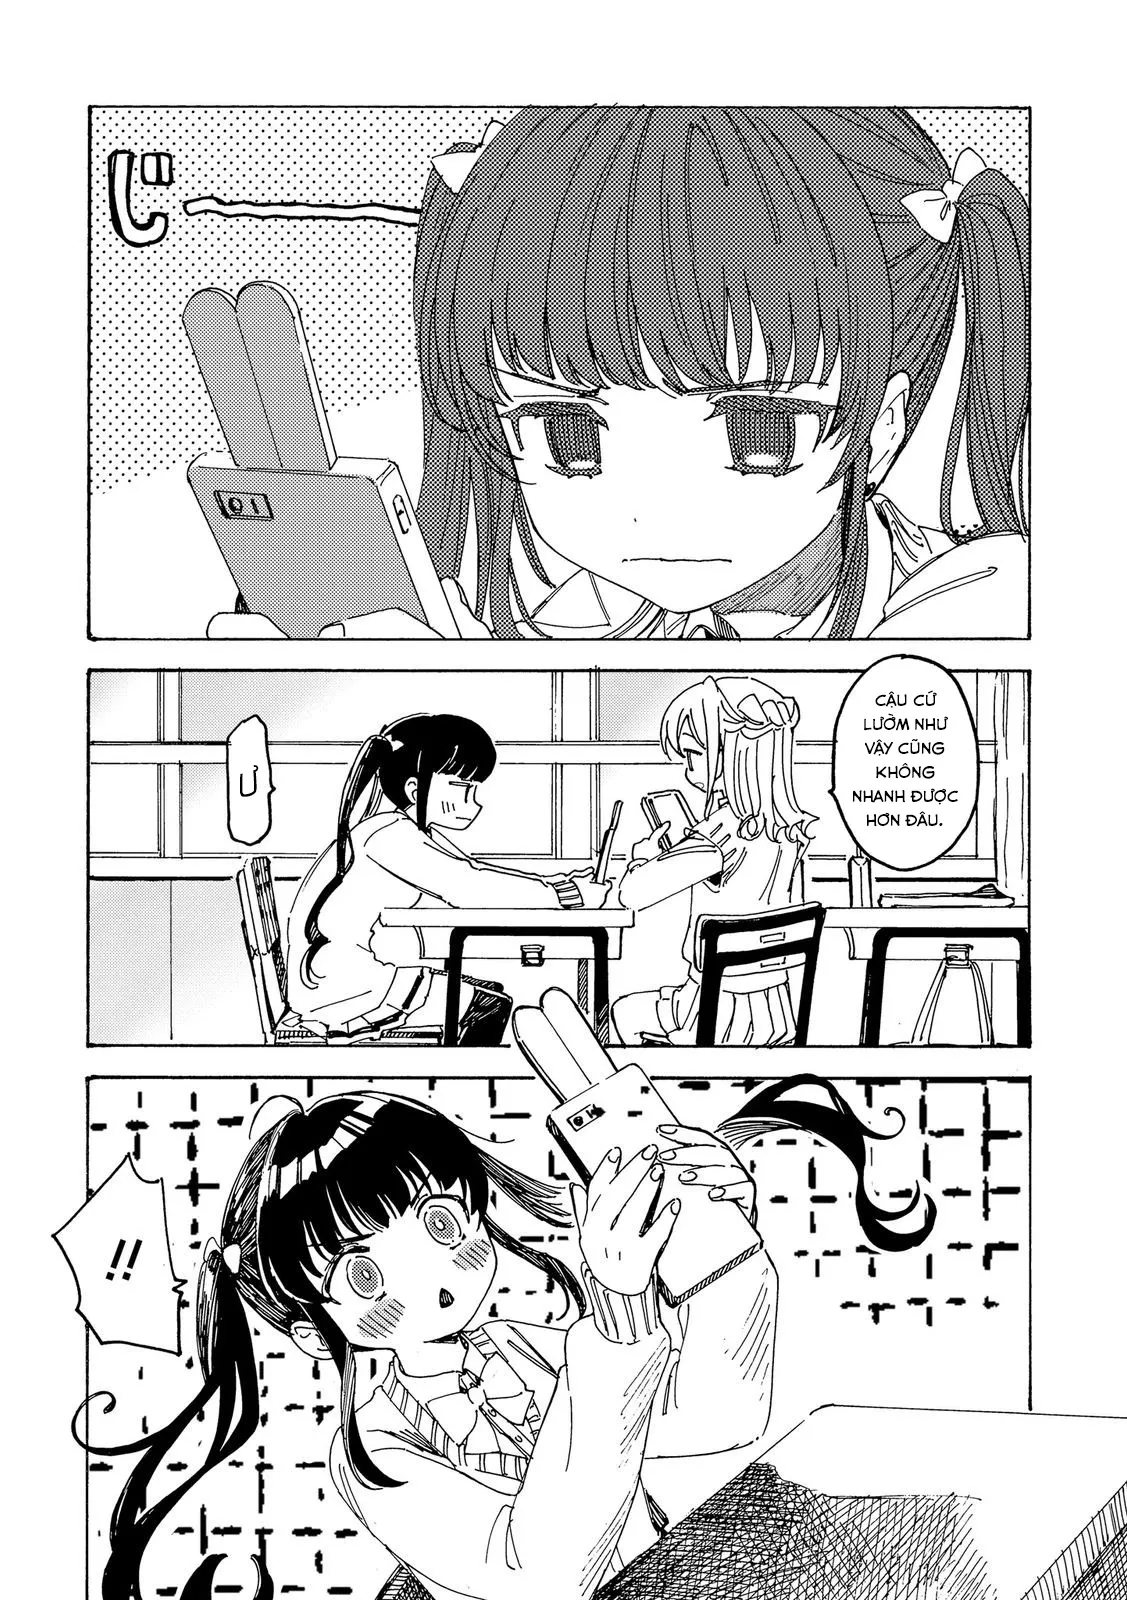 じー
CẬU CỨ
LƯỜM NHƯ
VẬY CŨNG
KHÔNG
NHANH ĐƯỢC
HƠN ĐÂU.
Ư
!!